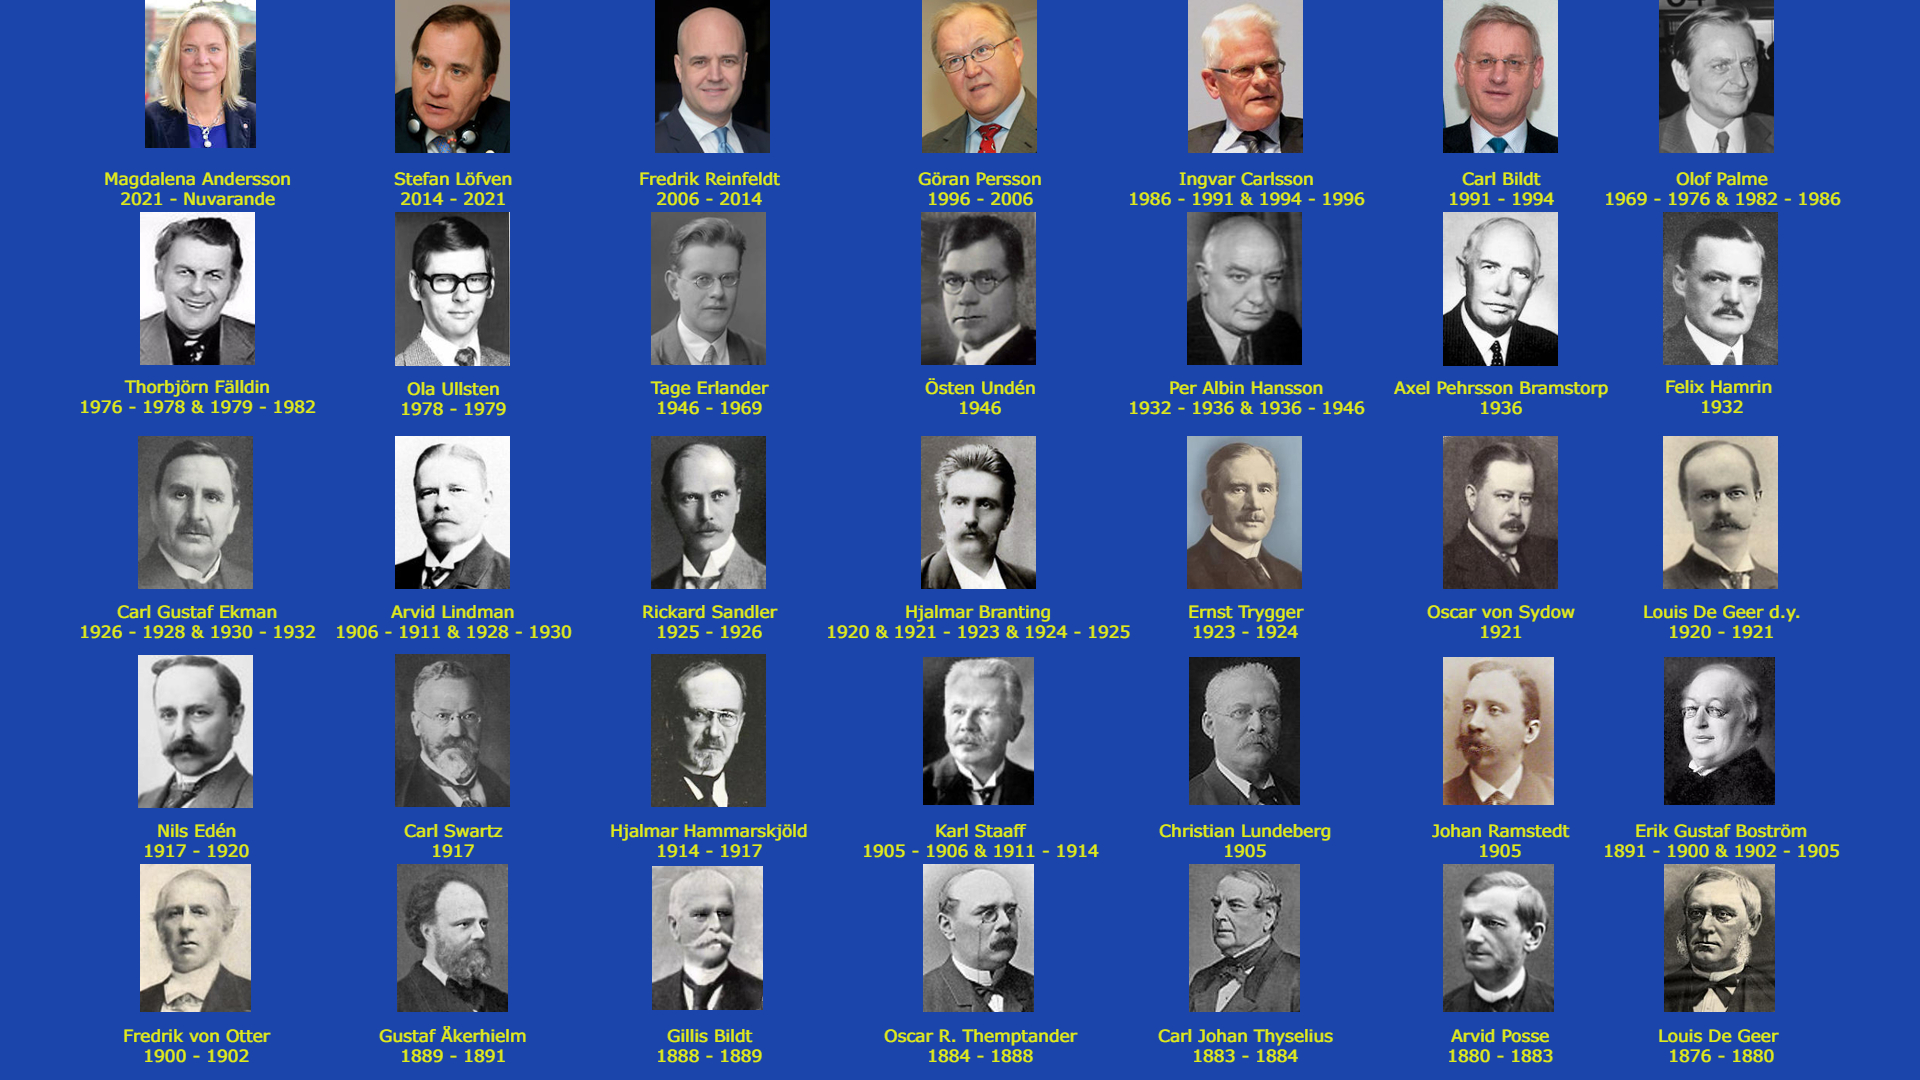 Magdalena Andersson
2021 - Nuvarande
Stefan Löfven
2014 - 2021
Fredrik Reinfeldt
2006 - 2014
Göran Persson
1996 - 2006
Ingvar Carlsson
1986 - 1991 & 1994 - 1996
Carl Bildt
1991 - 1994
Olof Palme
1969 - 1976 & 1982 - 1986
Thorbjörn Fälldin
1976 - 1978 & 1979 - 1982
Ola Ullsten
1978 - 1979
Tage Erlander
1946 - 1969
Östen Undén
1946
Per Albin Hansson
1932 - 1936 & 1936 - 1946
Axel Pehrsson Bramstorp
1936
Felix Hamrin
1932
Carl Gustaf Ekman
1926 - 1928 & 1930 - 1932
Arvid Lindman
1906 - 1911 & 1928 - 1930
Rickard Sandler
1925 - 1926
Hjalmar Branting
1920 & 1921 - 1923 & 1924 - 1925
Ernst Trygger
1923 - 1924
Oscar von Sydow
1921
Louis De Geer d.y.
1920 - 1921
Nils Edén
1917 - 1920
Carl Swartz
1917
Hjalmar Hammarskjöld
1914 - 1917
Karl Staaff
1905 - 1906 & 1911 - 1914
Christian Lundeberg
1905
Johan Ramstedt
1905
Erik Gustaf Boström
1891 - 1900 & 1902 - 1905
Fredrik von Otter
1900 - 1902
Gustaf Åkerhielm
1889 - 1891
Gillis Bildt
1888 - 1889
Oscar R. Themptander
1884 - 1888
Carl Johan Thyselius
1883 - 1884
Arvid Posse
1880 - 1883
Louis De Geer
1876 - 1880